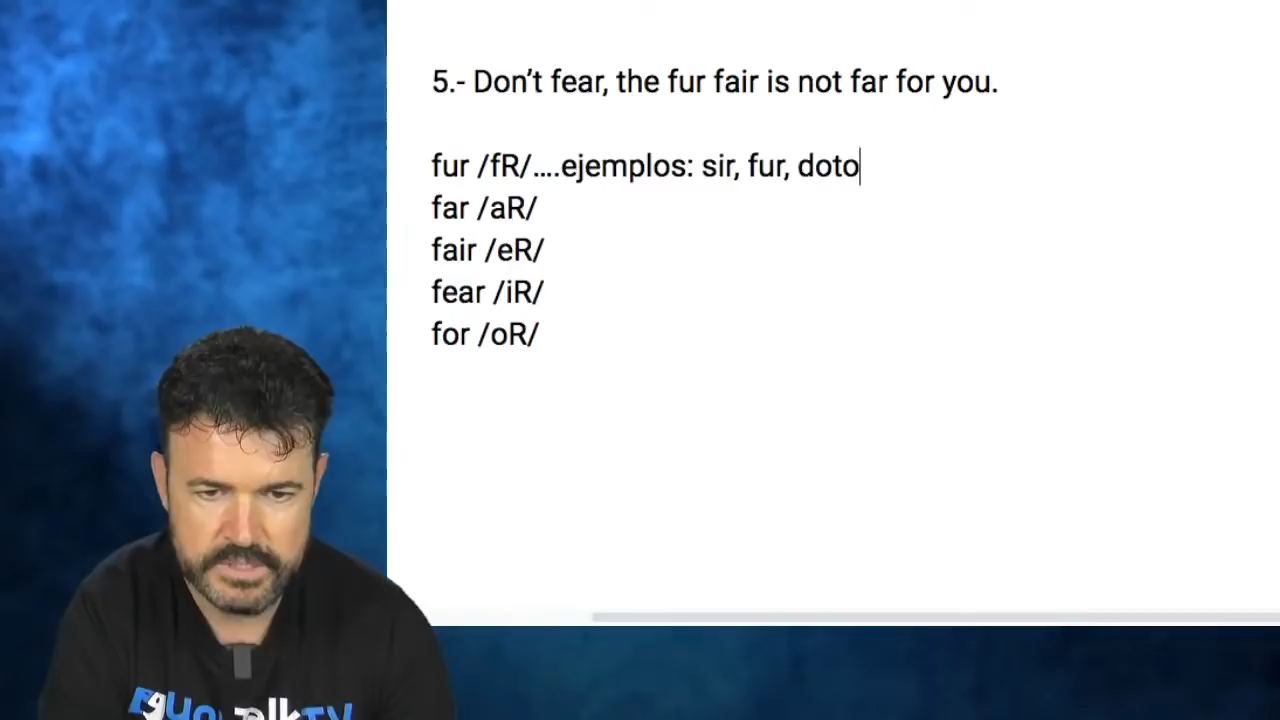 5.- Don’t fear, the fur fair is not far for you.
fur /fR/....ejemplos: sir, fur, doto
far /aR/
fair /eR/
fear /iR/
for /oR/